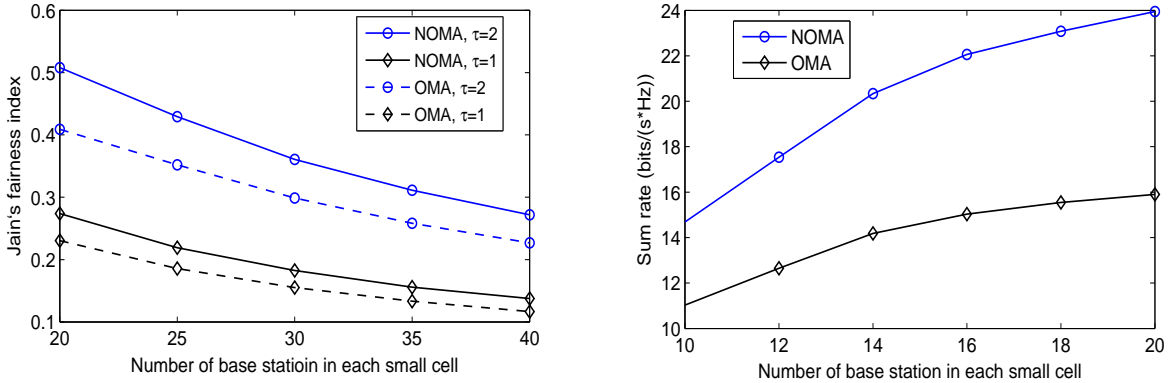 0.6
0.5
0.4
0.3
0.2
0.1
20
25
30
35
40
Jain‘s fairness index
Number of base statioin in each small cell
NOMA, τ=2
NOMA, τ=1
OMA, τ=2
OMA, τ=1
24
22
20
18
16
14
12
10
10
12
14
16
18
20
Sum rate (bits/(s*Hz))
Number of base station in each small cell
NOMA
OMA